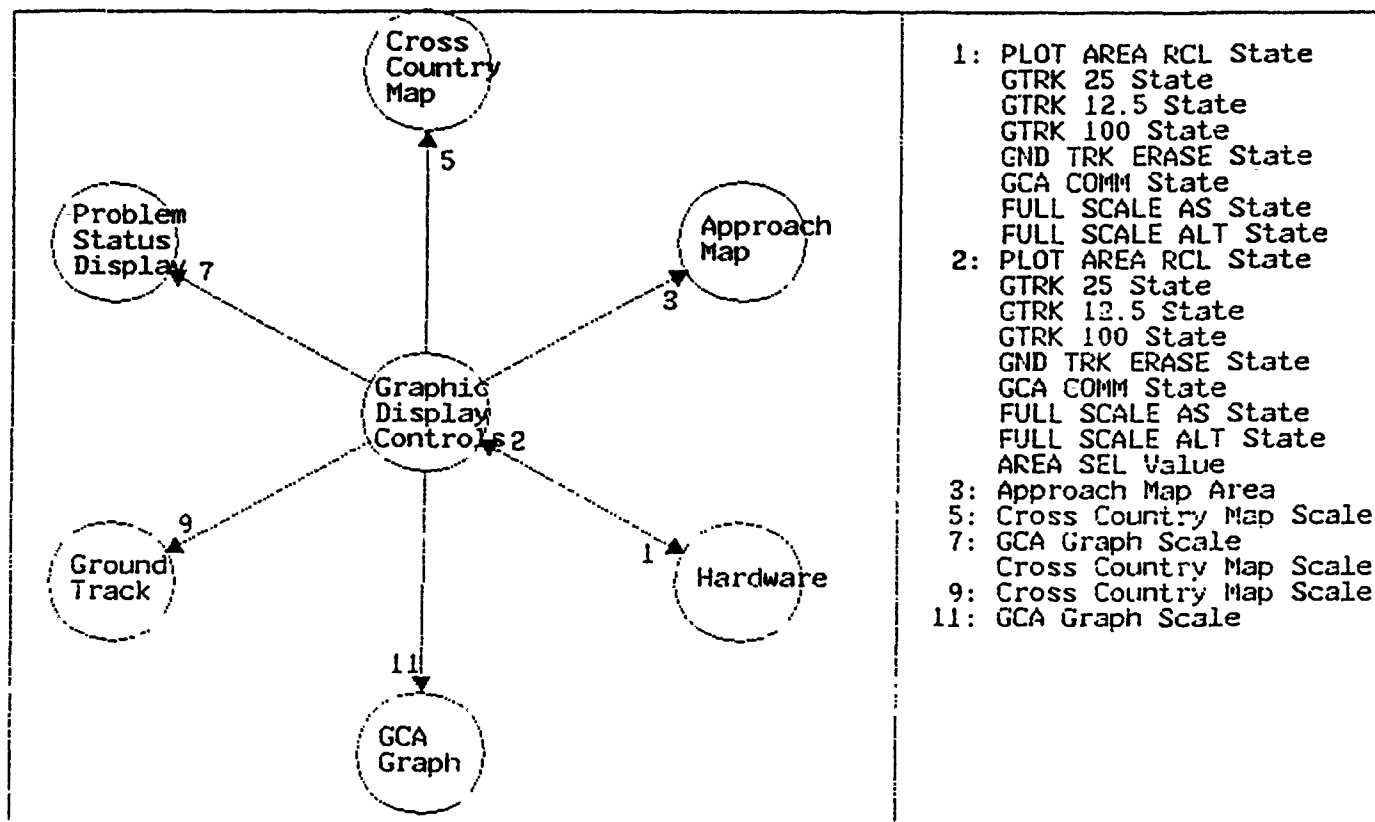 Cross
Country
Map
5
Problem
Status
Display 7
Approach
Map
3
Graphic
Display
Controls 2
9
Ground
Track
1
Hardware
11
GCA
Graph
1: PLOT AREA RCL State
GTRK 25 State
GTRK 12.5 State
GTRK 100 State
GND TRK ERASE State
GCA COMM State
FULL SCALE AS State
FULL SCALE ALT State
2: PLOT AREA RCL State
GTRK 25 State
GTRK 12.5 State
GTRK 100 State
GND TRK ERASE State
GCA COMM State
FULL SCALE AS State
FULL SCALE ALT State
AREA SEL Value
3: Approach Map Area
5: Cross Country Map Scale
7: GCA Graph Scale
Cross Country Map Scale
9: Cross Country Map Scale
11: GCA Graph Scale